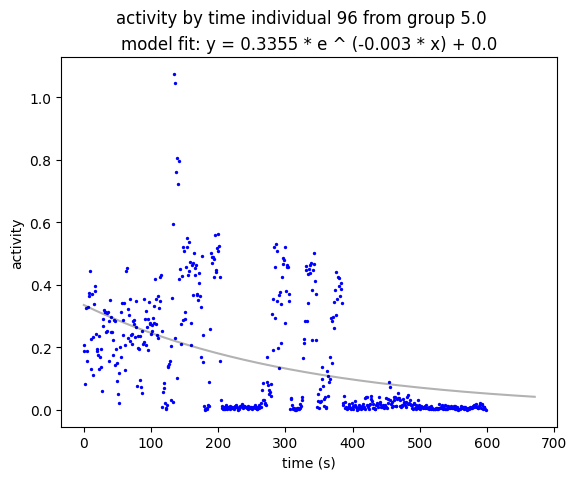 activity by time individual 96 from group 5.0
model fit: y = 0.3355 * e ^ (-0.003 * x) + 0.0
1.0
0.8
0.6
0.4
0.2
0.0
activity
0 100 200 300 400 500 600 700
time (s)